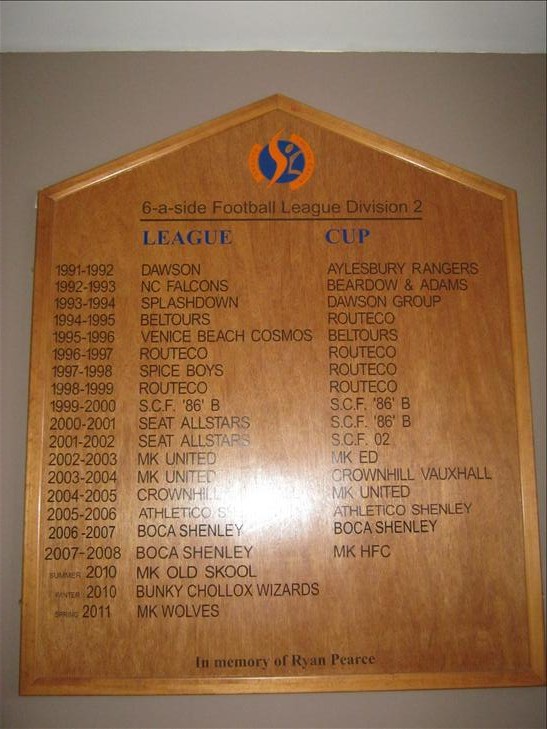 6-a-side Football League Division 2
LEAGUE CUP
1991-1992 DAWSON AYLESBURY RANGERS
1992-1993 NC FALCONS BEARDOW & ADAMS
1993-1994 SPLASHDOWN DAWSON GROUP
1994-1995 BELTOURS ROUTECO
1995-1996 VENICE BEACH COSMOS BELTOURS
1996-1997 ROUTECO ROUTECO
1997-1998 SPICE BOYS ROUTECO
1998-1999 ROUTECO ROUTECO
1999-2000 S.C.F. '86' B S.C.F. '86' B
2000-2001 SEAT ALLSTARS S.C.F. '86' B
2001-2002 SEAT ALLSTARS S.C.F. 02
2002-2003 MK UNITED MK ED
2003-2004 MK UNITED CROWNHILL VAUXHALL
2004-2005 CROWNHILL MK UNITED
2005-2006 ATHLETICO ATHLETICO SHENLEY
2006-2007 BOCA SHENLEY BOCA SHENLEY
2007-2008 BOCA SHENLEY MK HFC
SUMMER 2010 MK OLD SKOOL
WINTER 2010 BUNKY CHOLLOX WIZARDS
SPRING 2011 MK WOLVES
In memory of Ryan Pearce